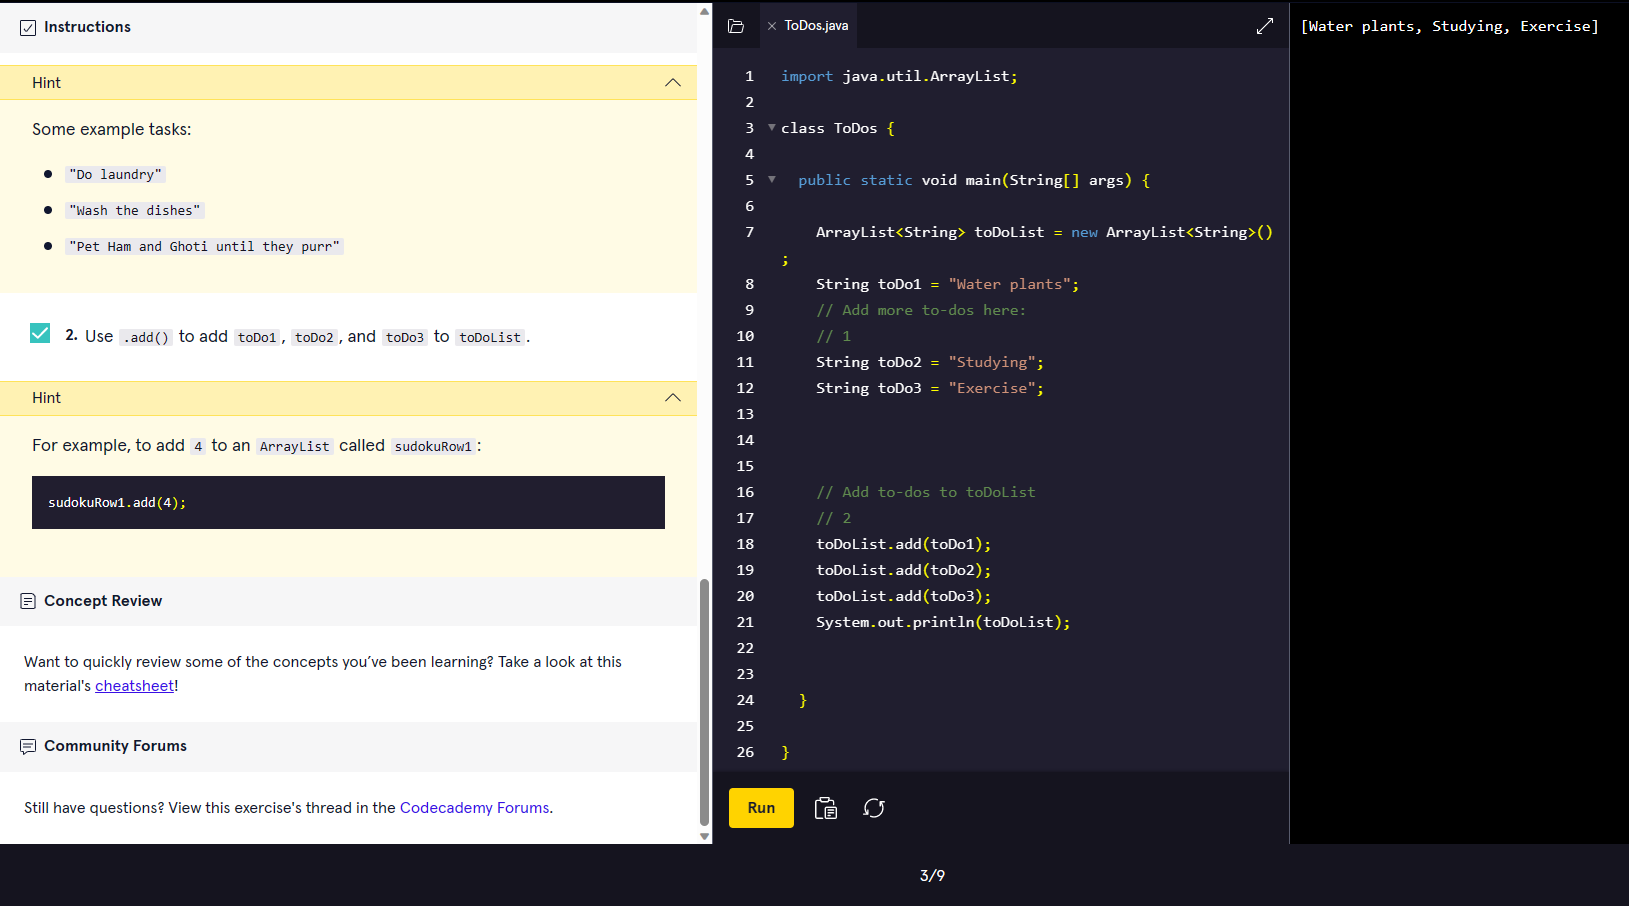 Instructions
Hint
Some example tasks:
"Do laundry"
"Wash the dishes"
"Pet Ham and Ghoti until they purr"
2. Use .add() to add toDo1, toDo2, and toDo3 to toDoList.
Hint
For example, to add 4 to an ArrayList called sudokuRow1:
sudokuRow1.add(4);
Concept Review
Want to quickly review some of the concepts you’ve been learning? Take a look at this
material's cheatsheet!
Community Forums
Still have questions? View this exercise's thread in the Codecademy Forums.
ToDos.java
1 import java.util.ArrayList;
2
3 class ToDos {
4
5 public static void main(String[] args) {
6
7 ArrayList<String> toDoList = new ArrayList<String>()
;
8 String toDo1 = "Water plants";
9 // Add more to-dos here:
10 // 1
11 String toDo2 = "Studying";
12 String toDo3 = "Exercise";
13
14
15
16 // Add to-dos to toDoList
17 // 2
18 toDoList.add(toDo1);
19 toDoList.add(toDo2);
20 toDoList.add(toDo3);
21 System.out.println(toDoList);
22
23
24 }
25
26 }
Run
[Water plants, Studying, Exercise]
3/9